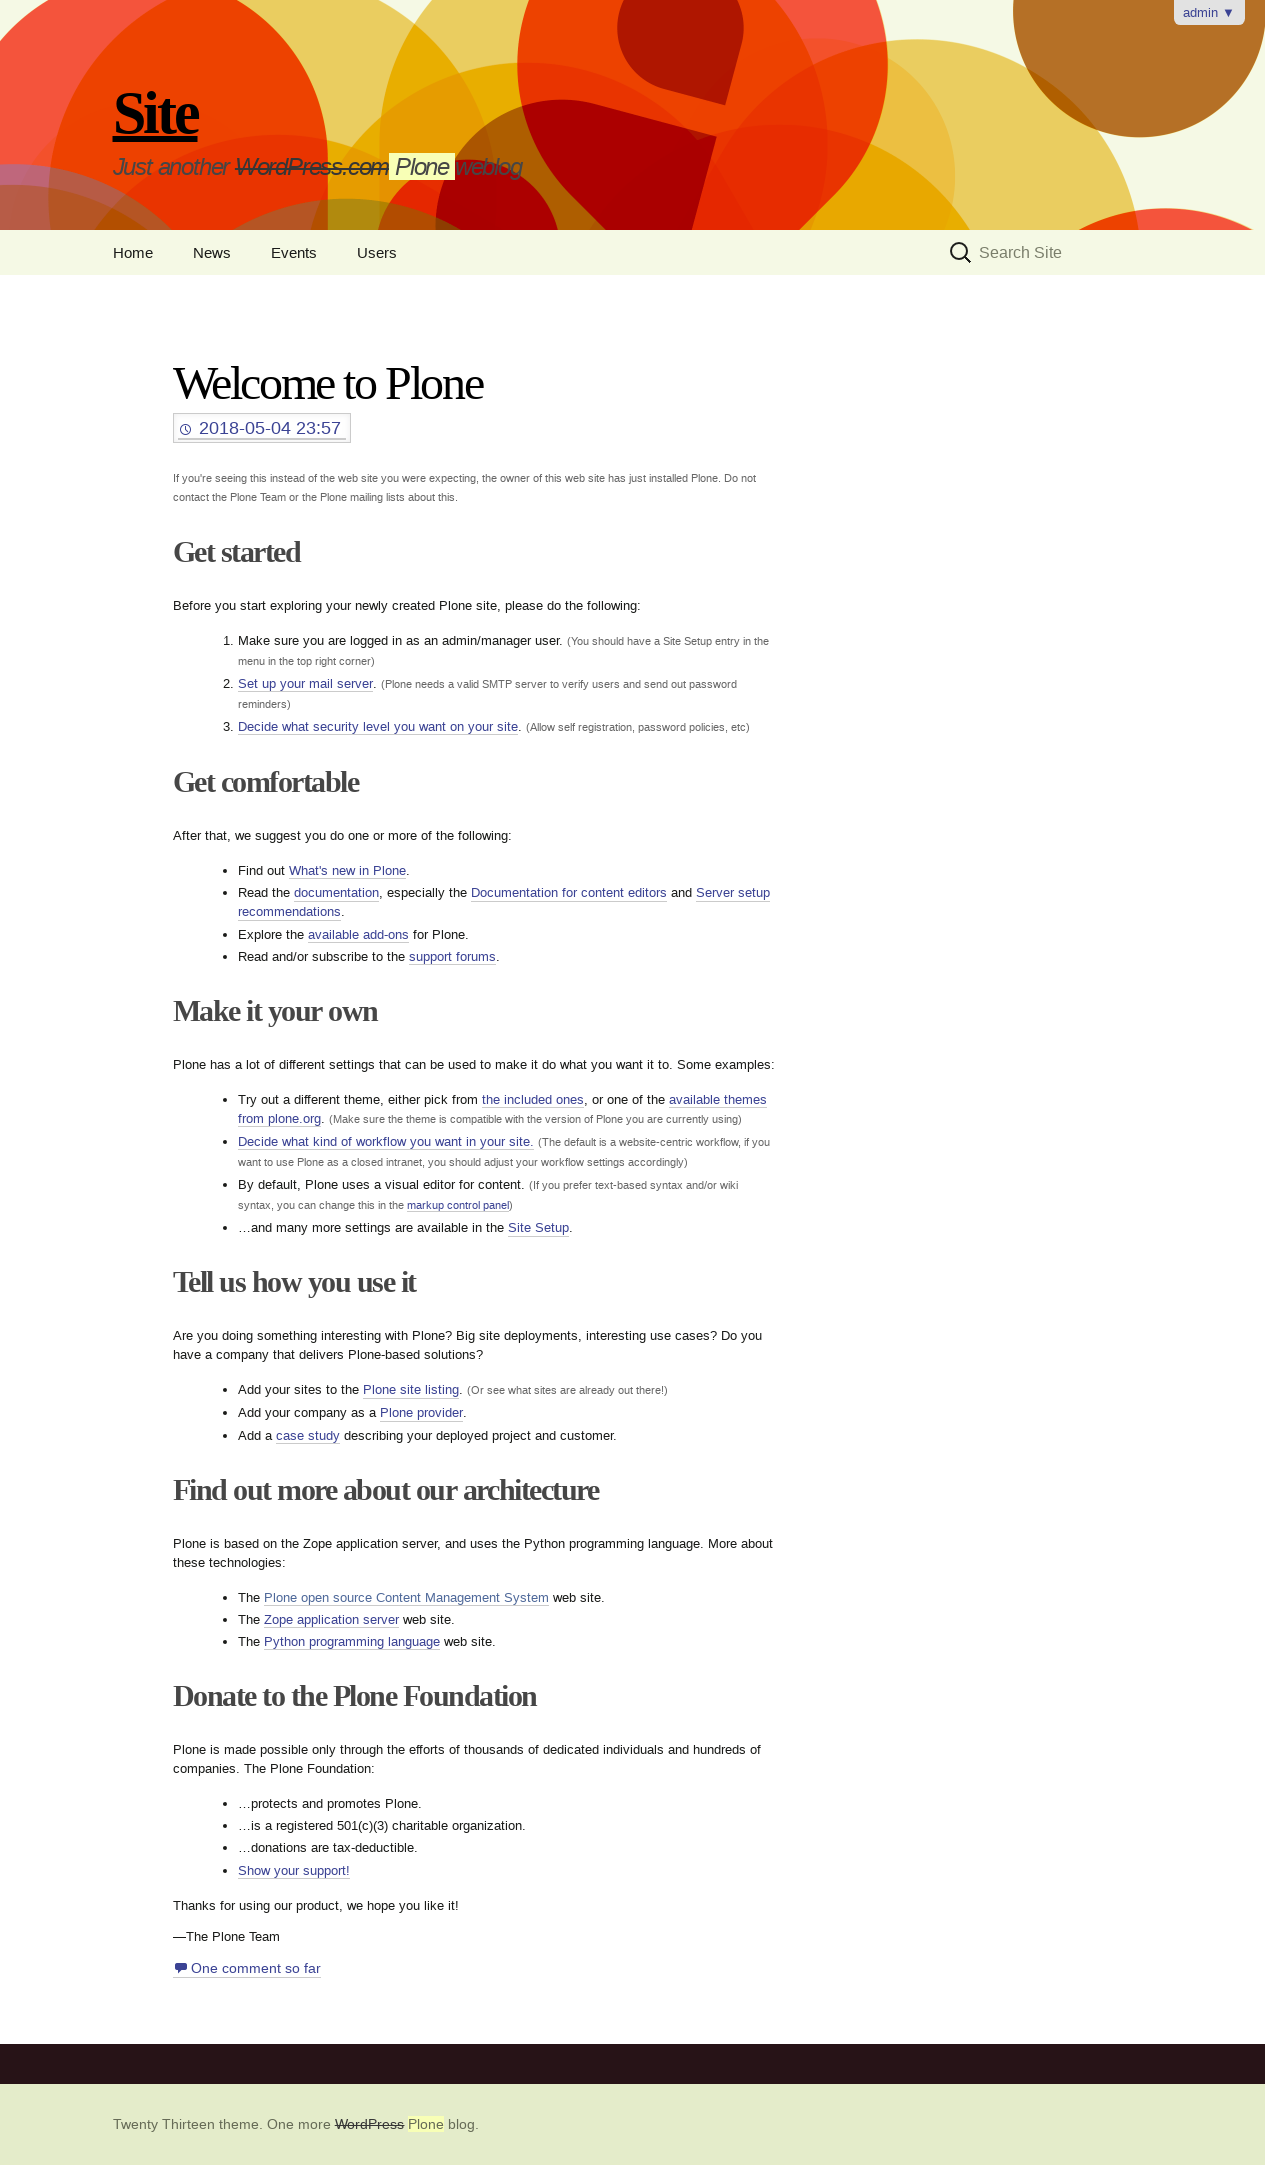 admin ▼
Site
Just another WordPress.com Plone weblog
Home News Events Users Search Site
Welcome to Plone
2018-05-04 23:57
If you're seeing this instead of the web site you were expecting, the owner of this web site has just installed Plone. Do not
contact the Plone Team or the Plone mailing lists about this.
Get started
Before you start exploring your newly created Plone site, please do the following:
1. Make sure you are logged in as an admin/manager user. (You should have a Site Setup entry in the
menu in the top right corner)
2. Set up your mail server. (Plone needs a valid SMTP server to verify users and send out password
reminders)
3. Decide what security level you want on your site. (Allow self registration, password policies, etc)
Get comfortable
After that, we suggest you do one or more of the following:
• Find out What's new in Plone.
• Read the documentation, especially the Documentation for content editors and Server setup
recommendations.
• Explore the available add-ons for Plone.
• Read and/or subscribe to the support forums.
Make it your own
Plone has a lot of different settings that can be used to make it do what you want it to. Some examples:
• Try out a different theme, either pick from the included ones, or one of the available themes
from plone.org. (Make sure the theme is compatible with the version of Plone you are currently using)
• Decide what kind of workflow you want in your site. (The default is a website-centric workflow, if you
want to use Plone as a closed intranet, you should adjust your workflow settings accordingly)
• By default, Plone uses a visual editor for content. (If you prefer text-based syntax and/or wiki
syntax, you can change this in the markup control panel)
• …and many more settings are available in the Site Setup.
Tell us how you use it
Are you doing something interesting with Plone? Big site deployments, interesting use cases? Do you
have a company that delivers Plone-based solutions?
• Add your sites to the Plone site listing. (Or see what sites are already out there!)
• Add your company as a Plone provider.
• Add a case study describing your deployed project and customer.
Find out more about our architecture
Plone is based on the Zope application server, and uses the Python programming language. More about
these technologies:
• The Plone open source Content Management System web site.
• The Zope application server web site.
• The Python programming language web site.
Donate to the Plone Foundation
Plone is made possible only through the efforts of thousands of dedicated individuals and hundreds of
companies. The Plone Foundation:
• …protects and promotes Plone.
• …is a registered 501(c)(3) charitable organization.
• …donations are tax-deductible.
• Show your support!
Thanks for using our product, we hope you like it!
—The Plone Team
One comment so far
Twenty Thirteen theme. One more WordPress Plone blog.